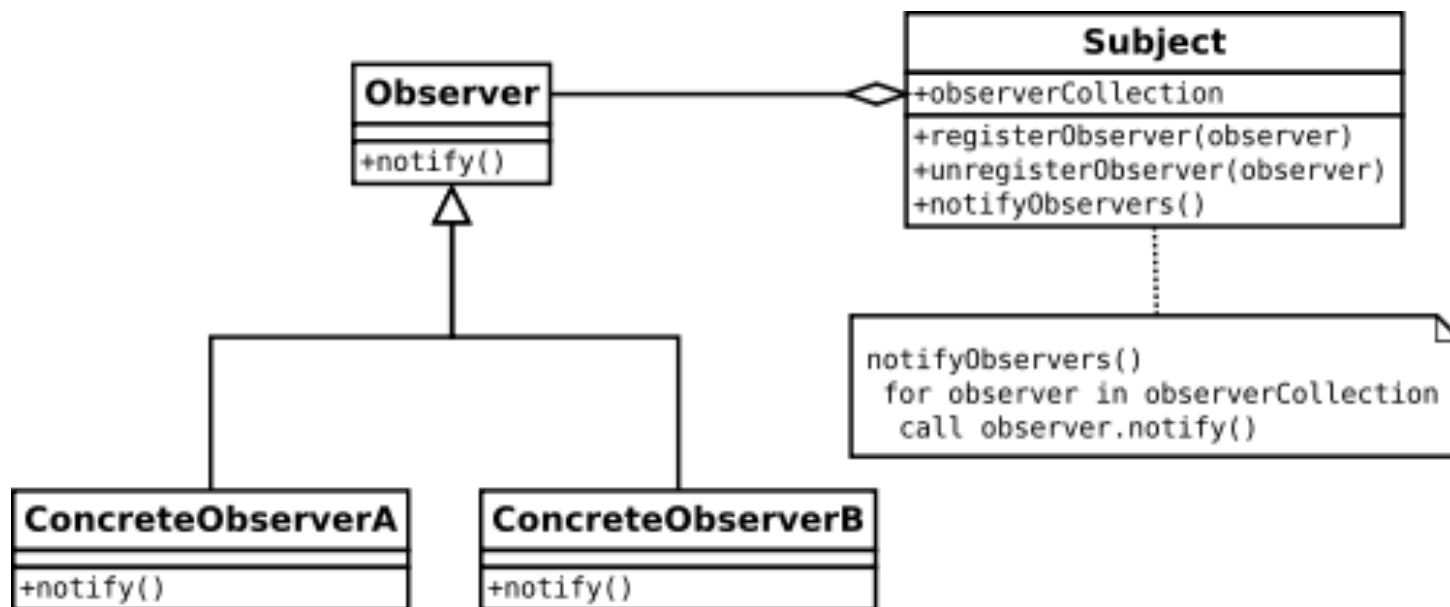 Observer
+notify()
Subject
+observerCollection
+registerObserver(observer)
+unregisterObserver(observer)
+notifyObservers()
notifyObservers()
for observer in observerCollection
call observer.notify()
ConcreteObserverA
+notify()
ConcreteObserverB
+notify()